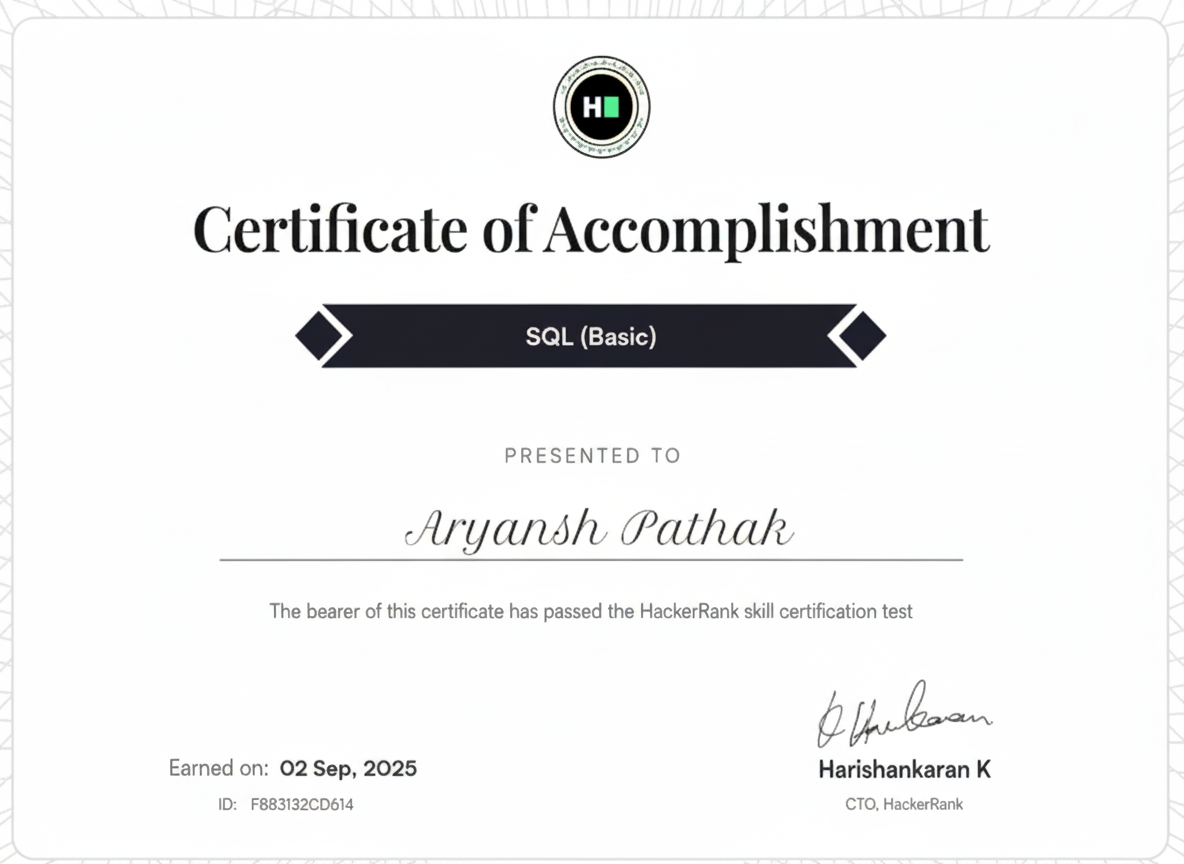 H
Certificate of Accomplishment
SQL (Basic)
PRESENTED TO
Aryansh Pathak
The bearer of this certificate has passed the HackerRank skill certification test
Earned on: 02 Sep, 2025
ID: F883132CD614
Harishankaran K
CTO, HackerRank